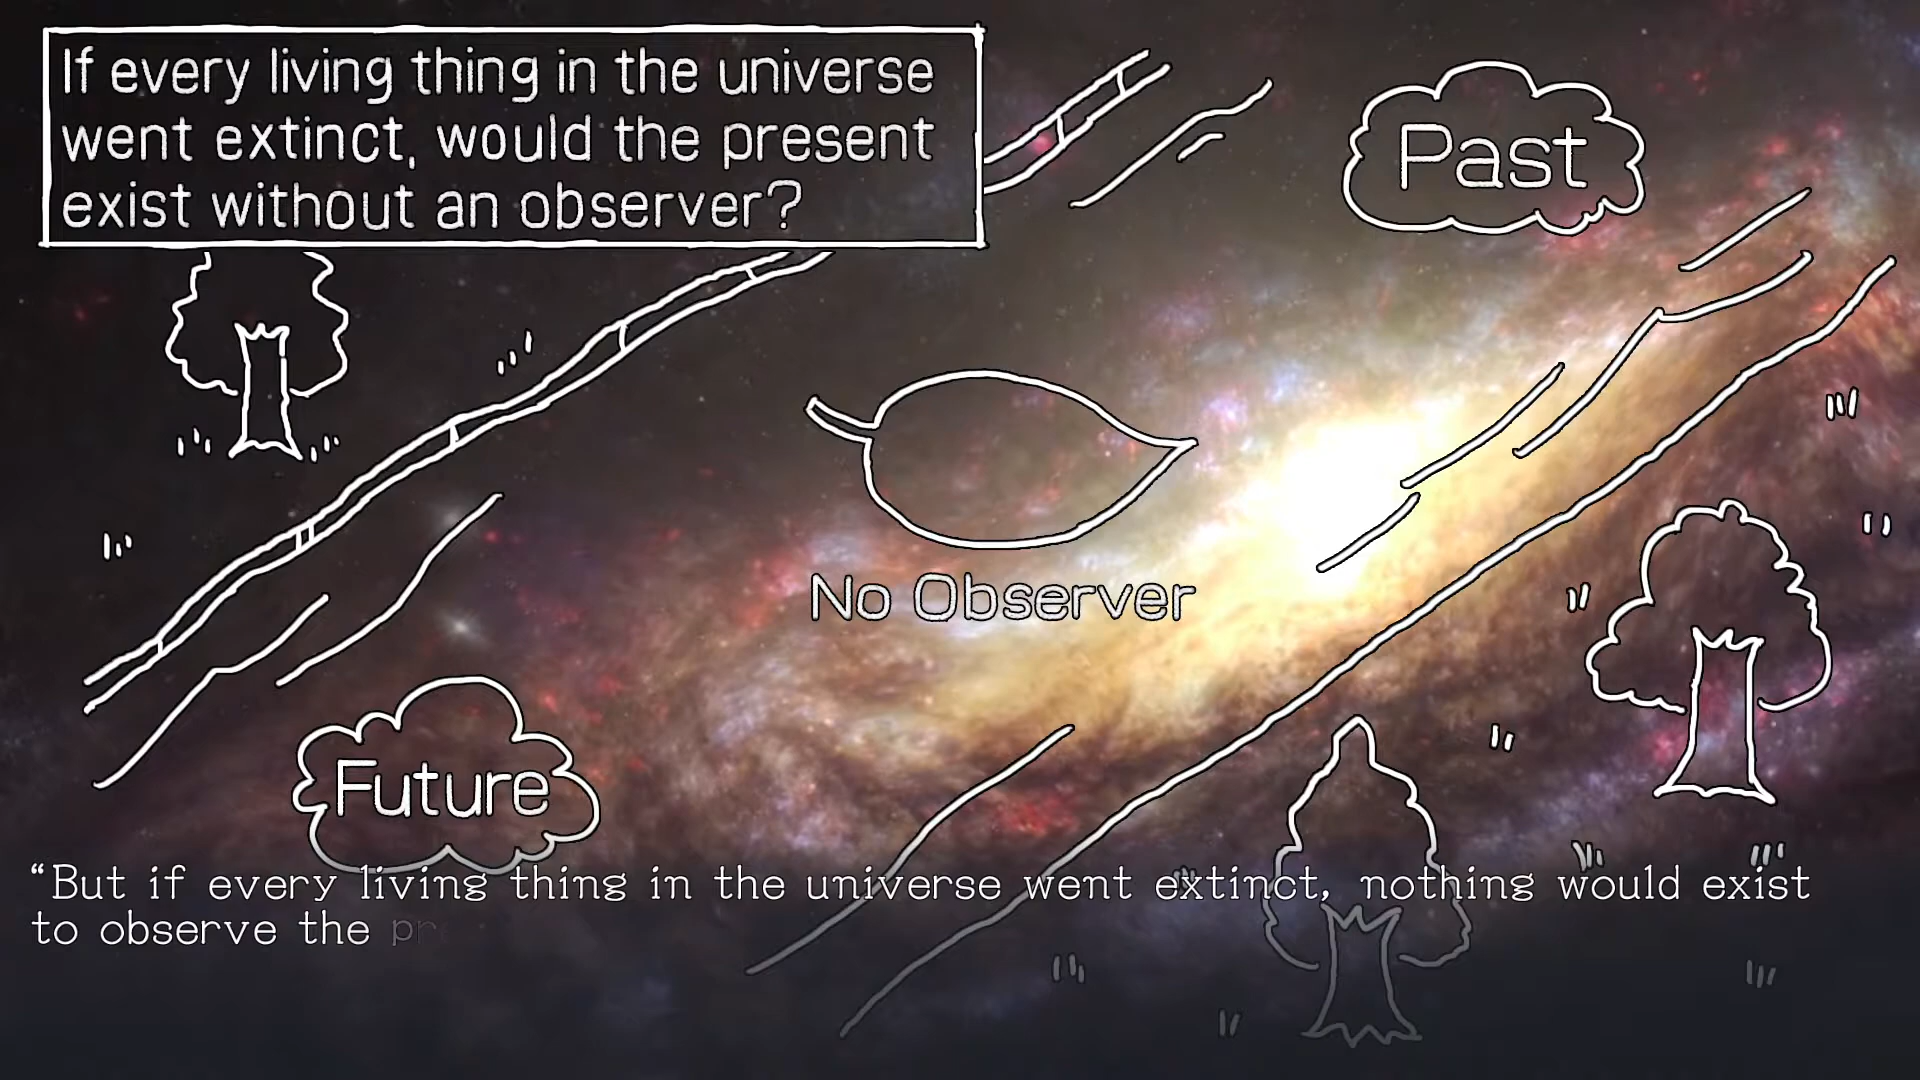 If every living thing in the universe
went extinct, would the present
exist without an observer?
Past
No Observer
Future
“But if every living thing in the universe went extinct, nothing would exist
to observe the